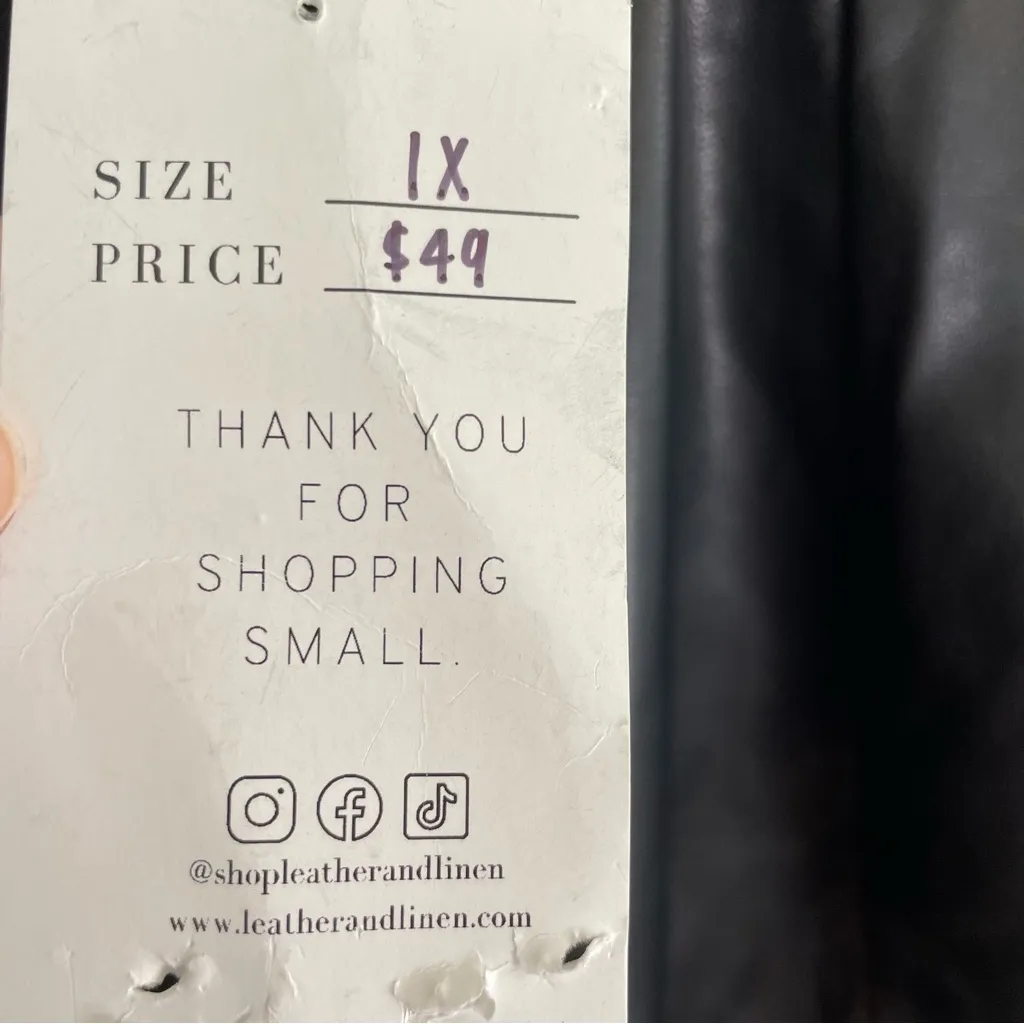 SIZE 1X
PRICE $49
THANK YOU
FOR
SHOPPING
SMALL.
@shopleatherandlinen
www.leatherandlinen.com